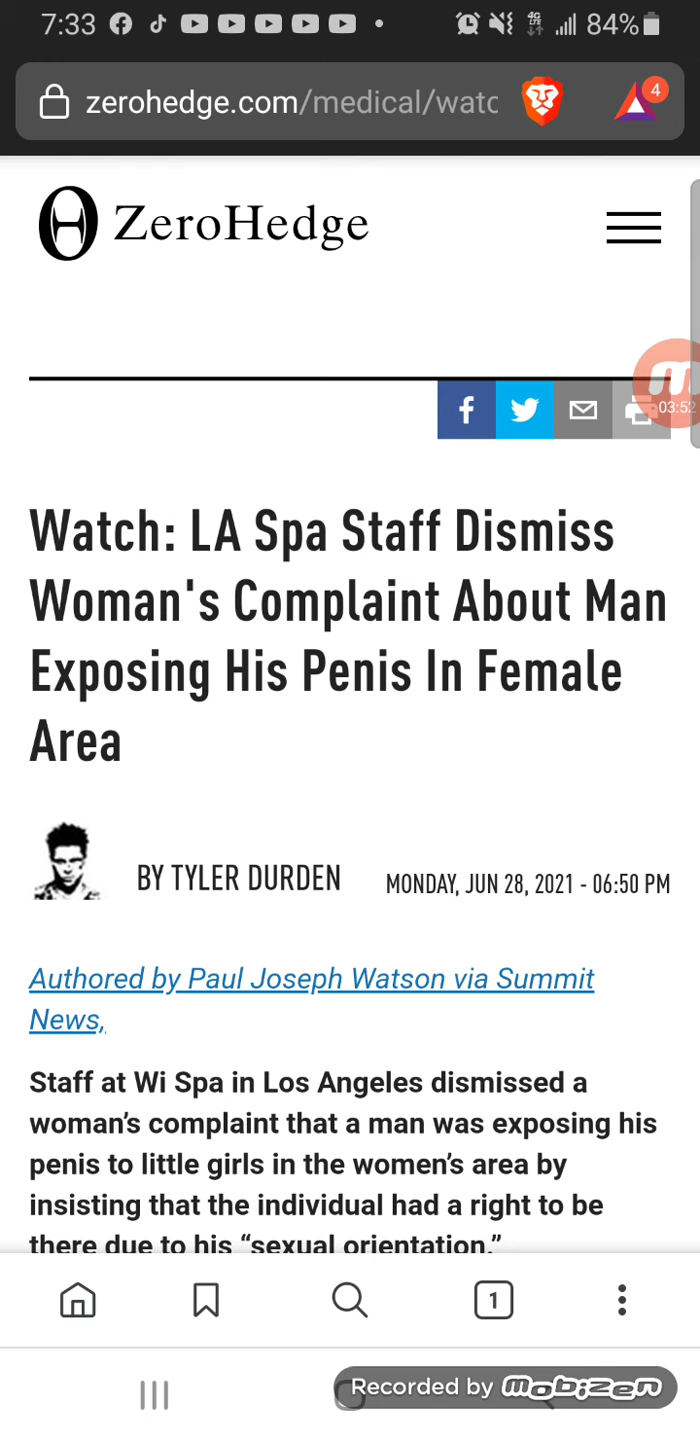 7:33
4G
LTE
84%
zerohedge.com/medical/watc
4
ZeroHedge
03:52
Watch: LA Spa Staff Dismiss
Woman's Complaint About Man
Exposing His Penis In Female
Area
BY TYLER DURDEN
MONDAY, JUN 28, 2021 - 06:50 PM
Authored by Paul Joseph Watson via Summit
News,
Staff at Wi Spa in Los Angeles dismissed a
woman's complaint that a man was exposing his
penis to little girls in the women's area by
insisting that the individual had a right to be
there due to his “sexual orientation.”
1
Recorded by mobizen